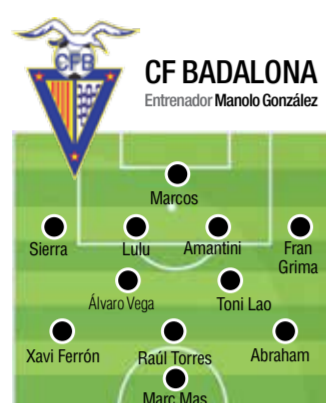 CFB
CF BADALONA
Entrenador Manolo González
Marcos
Sierra
Lulu
Amantini
Fran
Grima
Álvaro Vega
Toni Lao
Xavi Ferrón
Raúl Torres
Abraham
Marc Mas